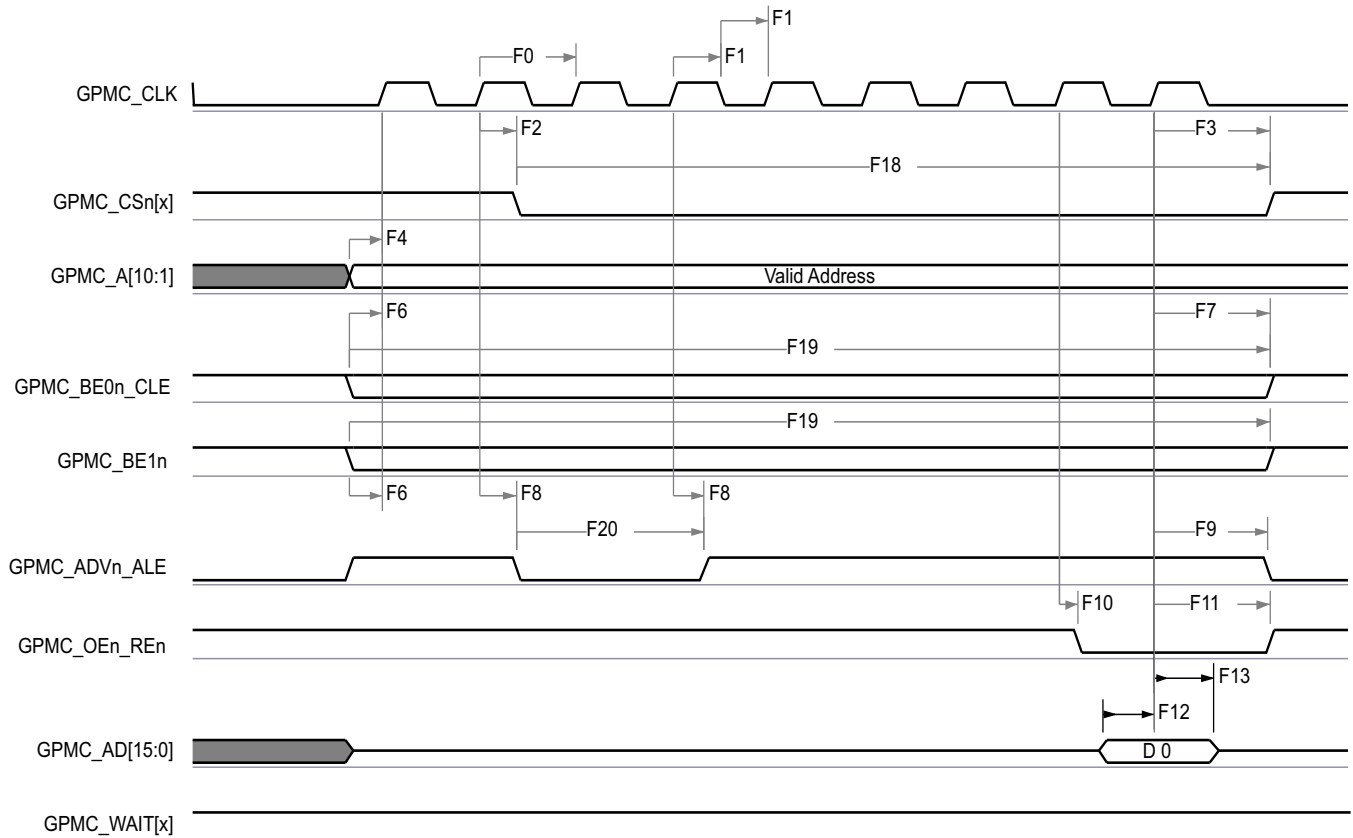 F1
F0
F1
GPMC_CLK
F2
F3
F18
GPMC_CSn[x]
F4
GPMC_A[10:1]
Valid Address
F6
F7
F19
GPMC_BE0n_CLE
F19
GPMC_BE1n
F6
F8
F8
F20
F9
GPMC_ADVn_ALE
F10
F11
GPMC_OEn_REn
F13
F12
GPMC_AD[15:0]
D 0
GPMC_WAIT[x]